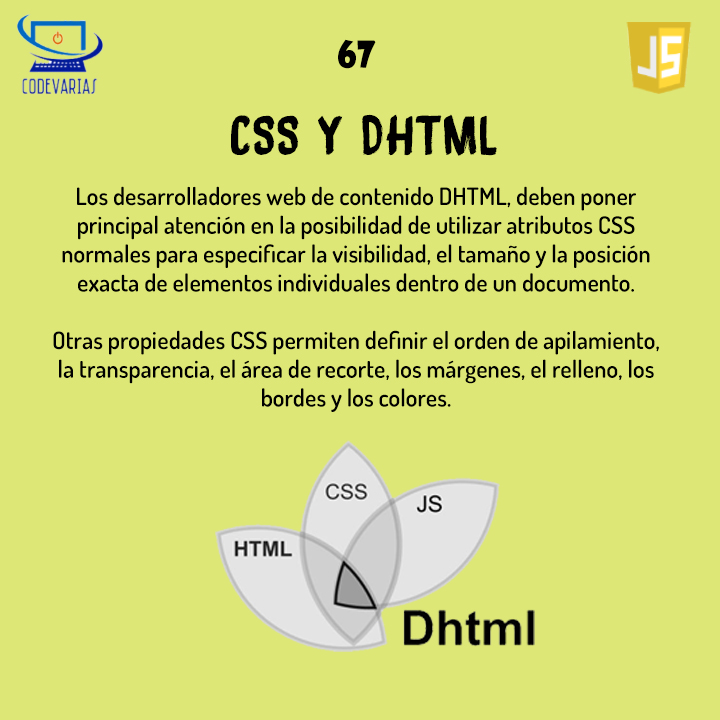 CODEVARIAS
67
JS
CSS Y DHTML
Los desarrolladores web de contenido DHTML, deben poner
principal atención en la posibilidad de utilizar atributos CSS
normales para especificar la visibilidad, el tamaño y la posición
exacta de elementos individuales dentro de un documento.
Otras propiedades CSS permiten definir el orden de apilamiento,
la transparencia, el área de recorte, los márgenes, el relleno, los
bordes y los colores.
CSS
JS
HTML
Dhtml